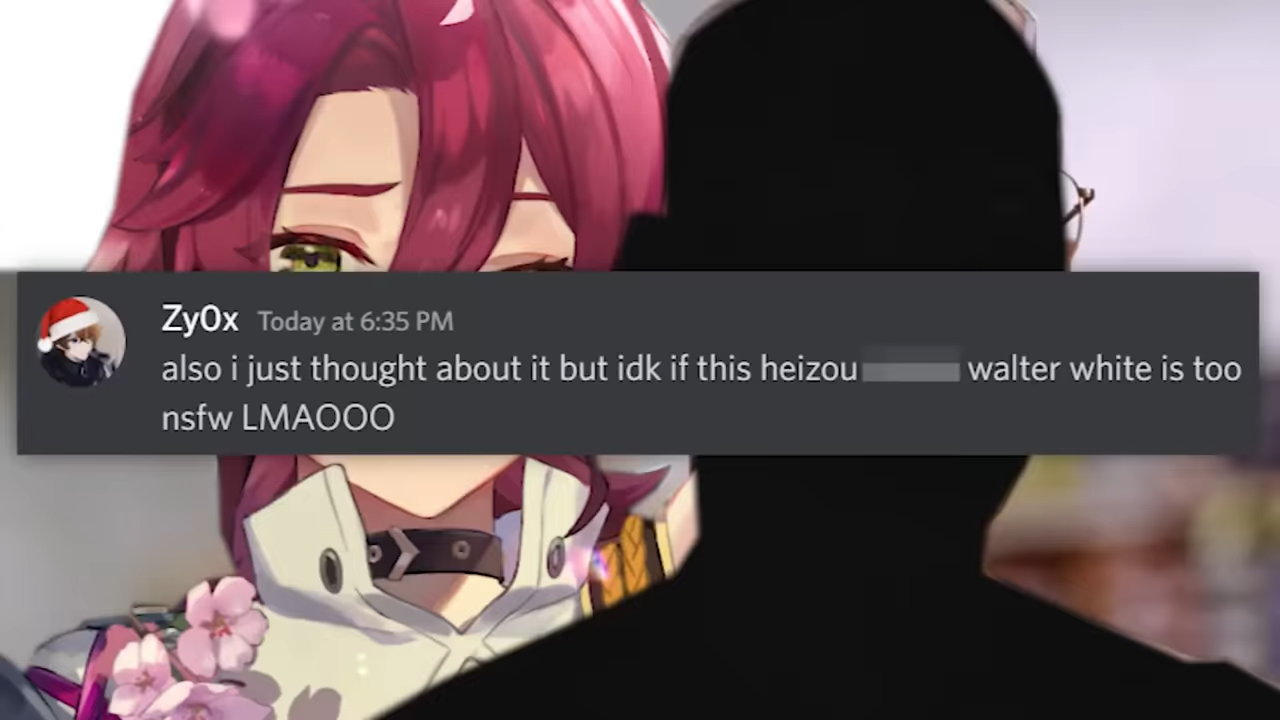 ZyOx Today at 6:35 PM
also i just thought about it but idk if this heizou walter white is too
nsfw LMAOOO